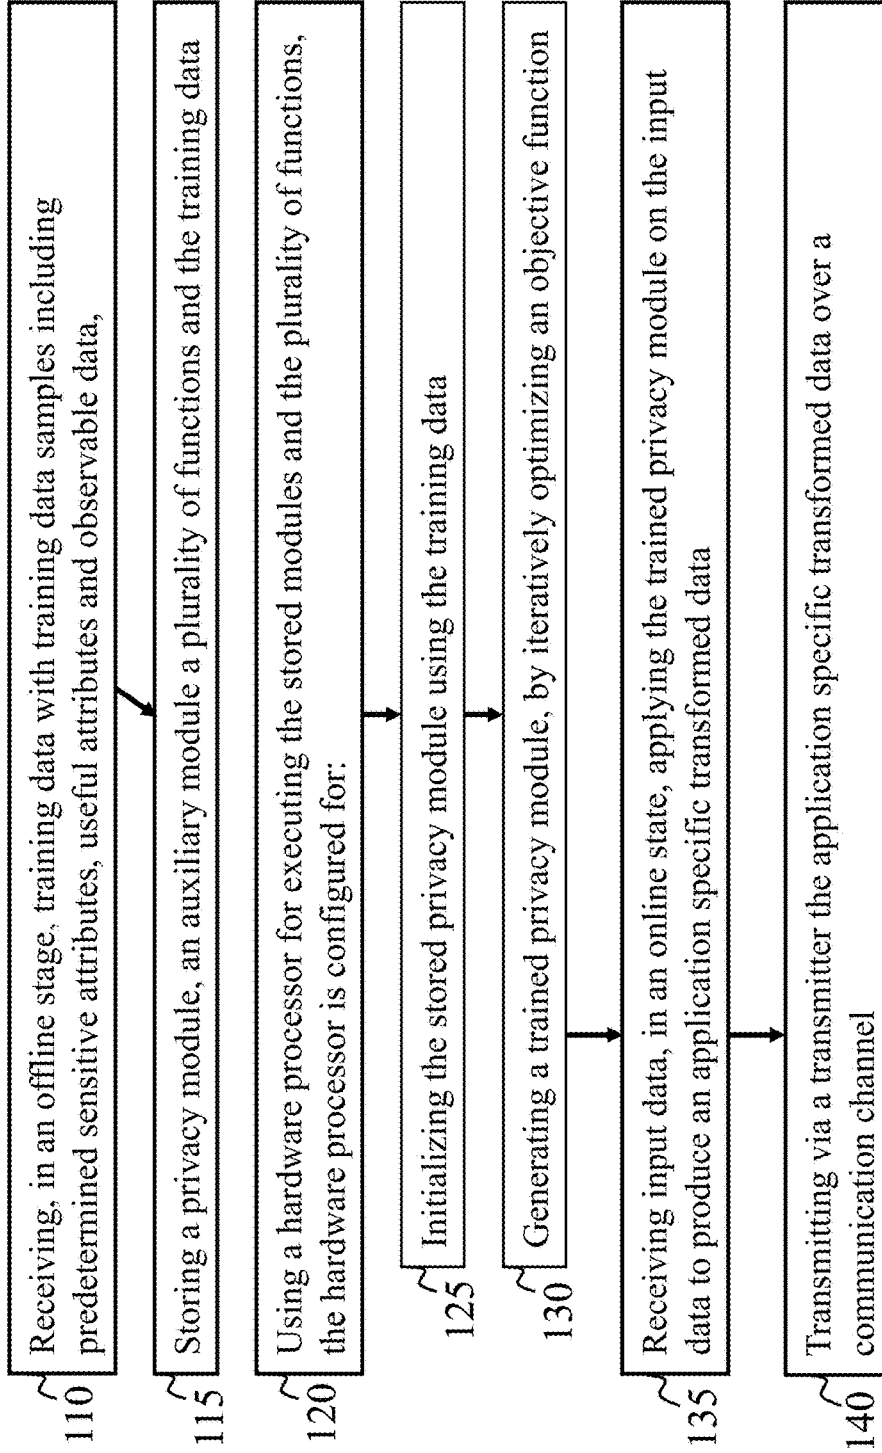 Receiving, in an offline stage, training data with training data samples including
predetermined sensitive attributes, useful attributes and observable data,
110
Storing a privacy module, an auxiliary module a plurality of functions and the training data
115
Using a hardware processor for executing the stored modules and the plurality of functions,
the hardware processor is configured for:
120
Initializing the stored privacy module using the training data
125
Generating a trained privacy module, by iteratively optimizing an objective function
130
Receiving input data, in an online state, applying the trained privacy module on the input
data to produce an application specific transformed data
135
Transmitting via a transmitter the application specific transformed data over a
communication channel
140